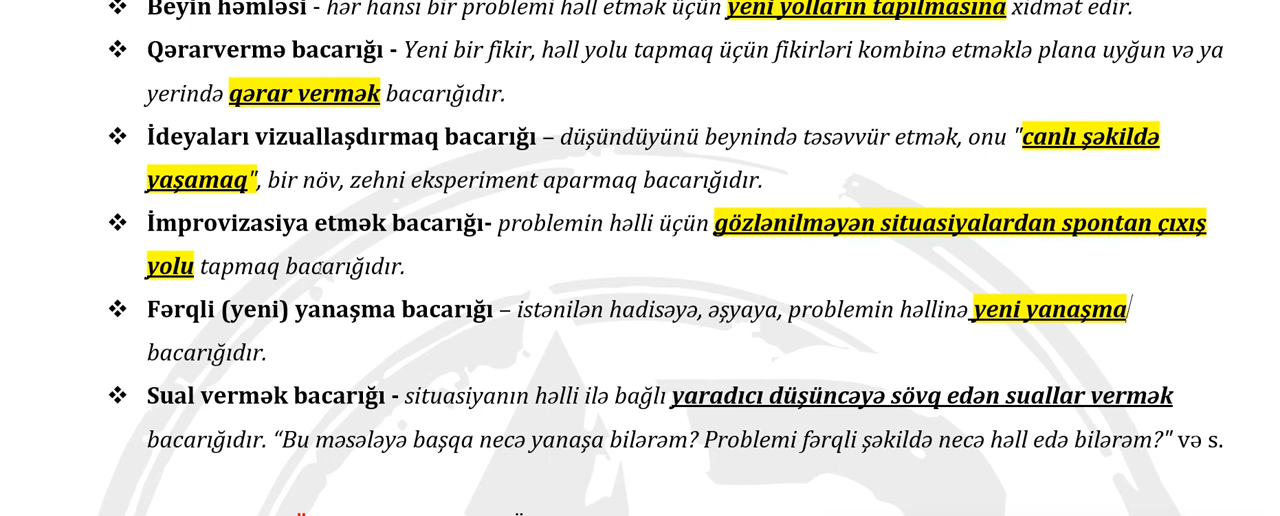 ❖ Beyin həmləsi - hər hansı bir problemi həll etmək üçün yeni yolların tapılmasına xidmət edir.
❖ Qərarvermə bacarığı - Yeni bir fikir, həll yolu tapmaq üçün fikirləri kombinə etməklə plana uyğun və ya
yerində qərar vermək bacarığıdır.
❖ İdeyaları vizuallaşdırmaq bacarığı – düşündüyünü beynində təsəvvür etmək, onu "canlı şəkildə
yaşamaq", bir növ, zehni eksperiment aparmaq bacarığıdır.
❖ İmprovizasiya etmək bacarığı- problemin həlli üçün gözlənilməyən situasiyalardan spontan çıxış
yolu tapmaq bacarığıdır.
❖ Fərqli (yeni) yanaşma bacarığı – istənilən hadisəyə, əşyaya, problemin həllinə yeni yanaşma
bacarığıdır.
❖ Sual vermək bacarığı - situasiyanın həlli ilə bağlı yaradıcı düşüncəyə sövq edən suallar vermək
bacarığıdır. “Bu məsələyə başqa necə yanaşa bilərəm? Problemi fərqli şəkildə necə həll edə bilərəm?" və s.